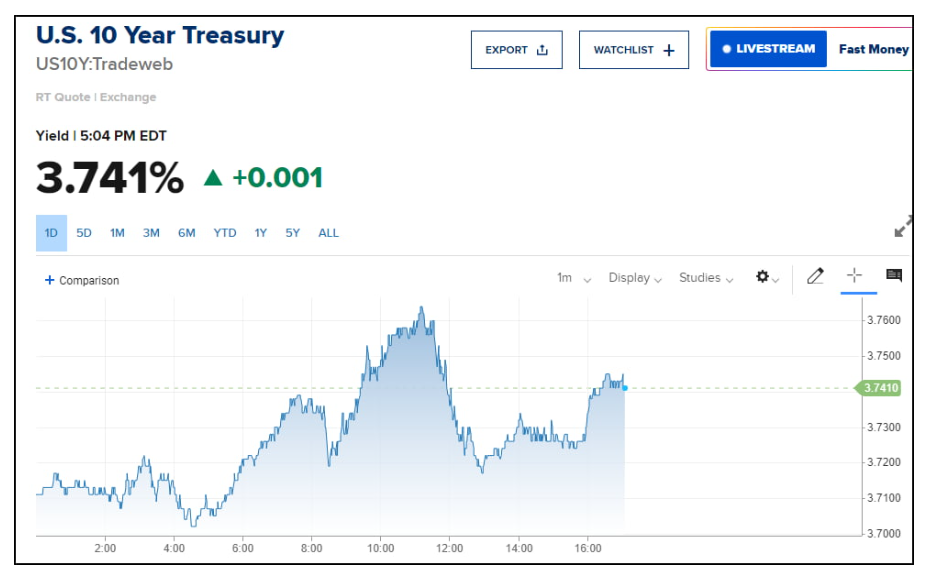 U.S. 10 Year Treasury
US10Y:Tradeweb
EXPORT
WATCHLIST +
LIVESTREAM
Fast Money
RT Quote | Exchange
Yield | 5:04 PM EDT
3.741% ▲ +0.001
1D 5D 1M 3M 6M YTD 1Y 5Y ALL
+ Comparison
1m Display Studies
3.7600
3.7500
3.7410
3.7300
3.7200
3.7100
3.7000
2:00 4:00 6:00 8:00 10:00 12:00 14:00 16:00